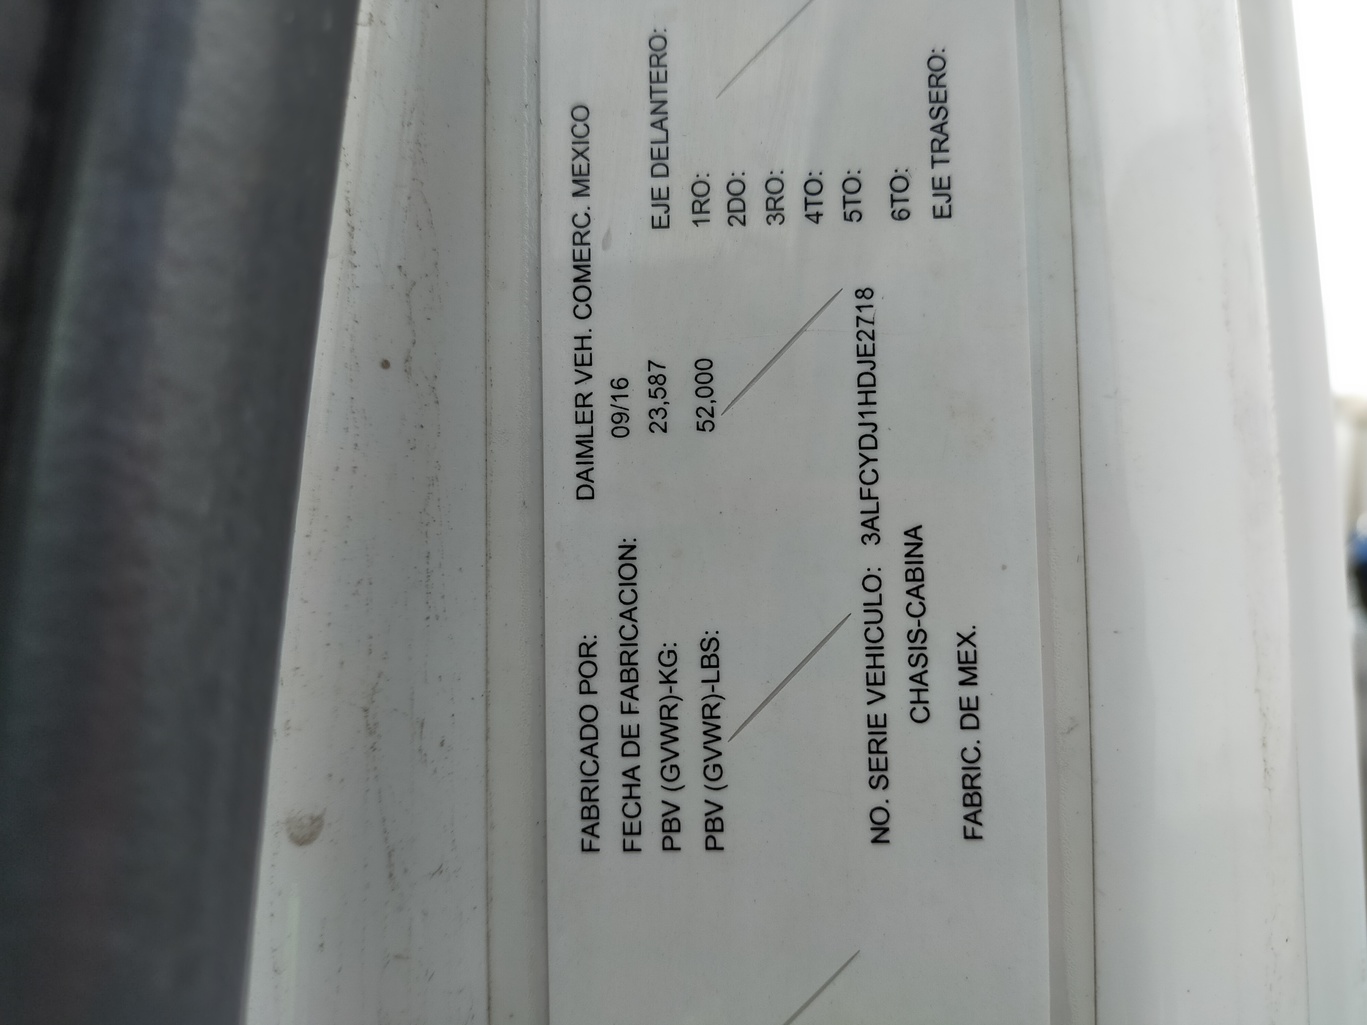 FABRICADO POR: DAIMLER VEH. COMERC. MEXICO
FECHA DE FABRICACION: 09/16
PBV (GVWR)-KG: 23,587
PBV (GVWR)-LBS: 52,000
NO. SERIE VEHICULO: 3ALFCYDJ1HDJE2718
CHASIS-CABINA
FABRIC. DE MEX.
EJE DELANTERO:
1RO:
2DO:
3RO:
4TO:
5TO:
6TO:
EJE TRASERO: